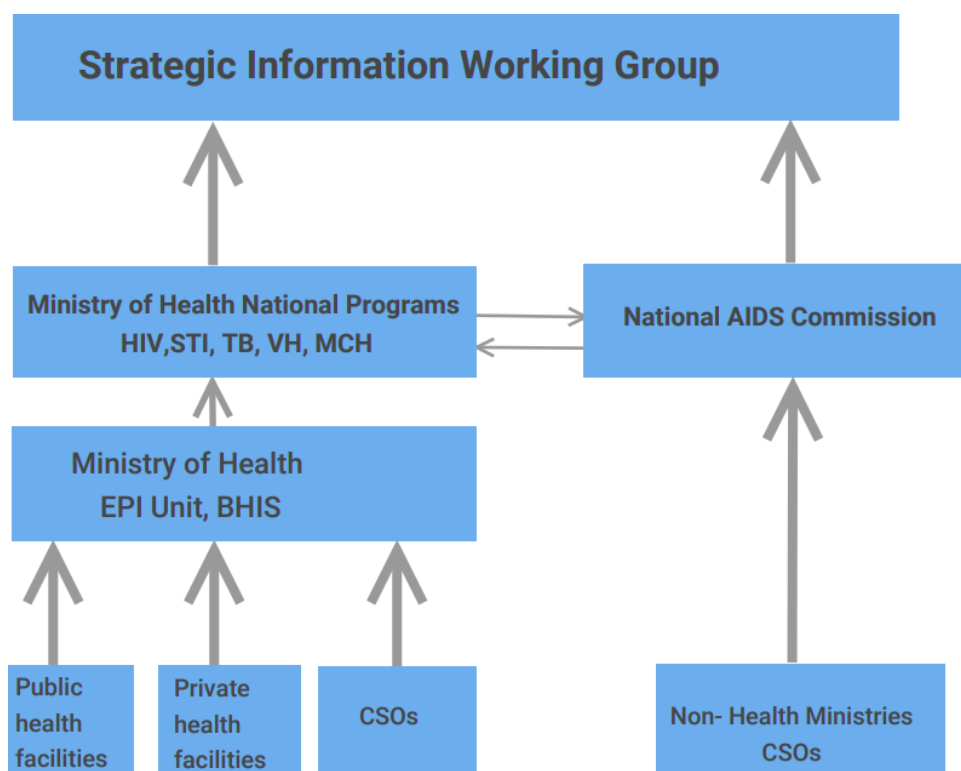 Strategic Information Working Group
Ministry of Health National Programs
HIV,STI, TB, VH, MCH
National AIDS Commission
Ministry of Health
EPI Unit, BHIS
Public
health
facilities
Private
health
facilities
CSOs
Non- Health Ministries
CSOs